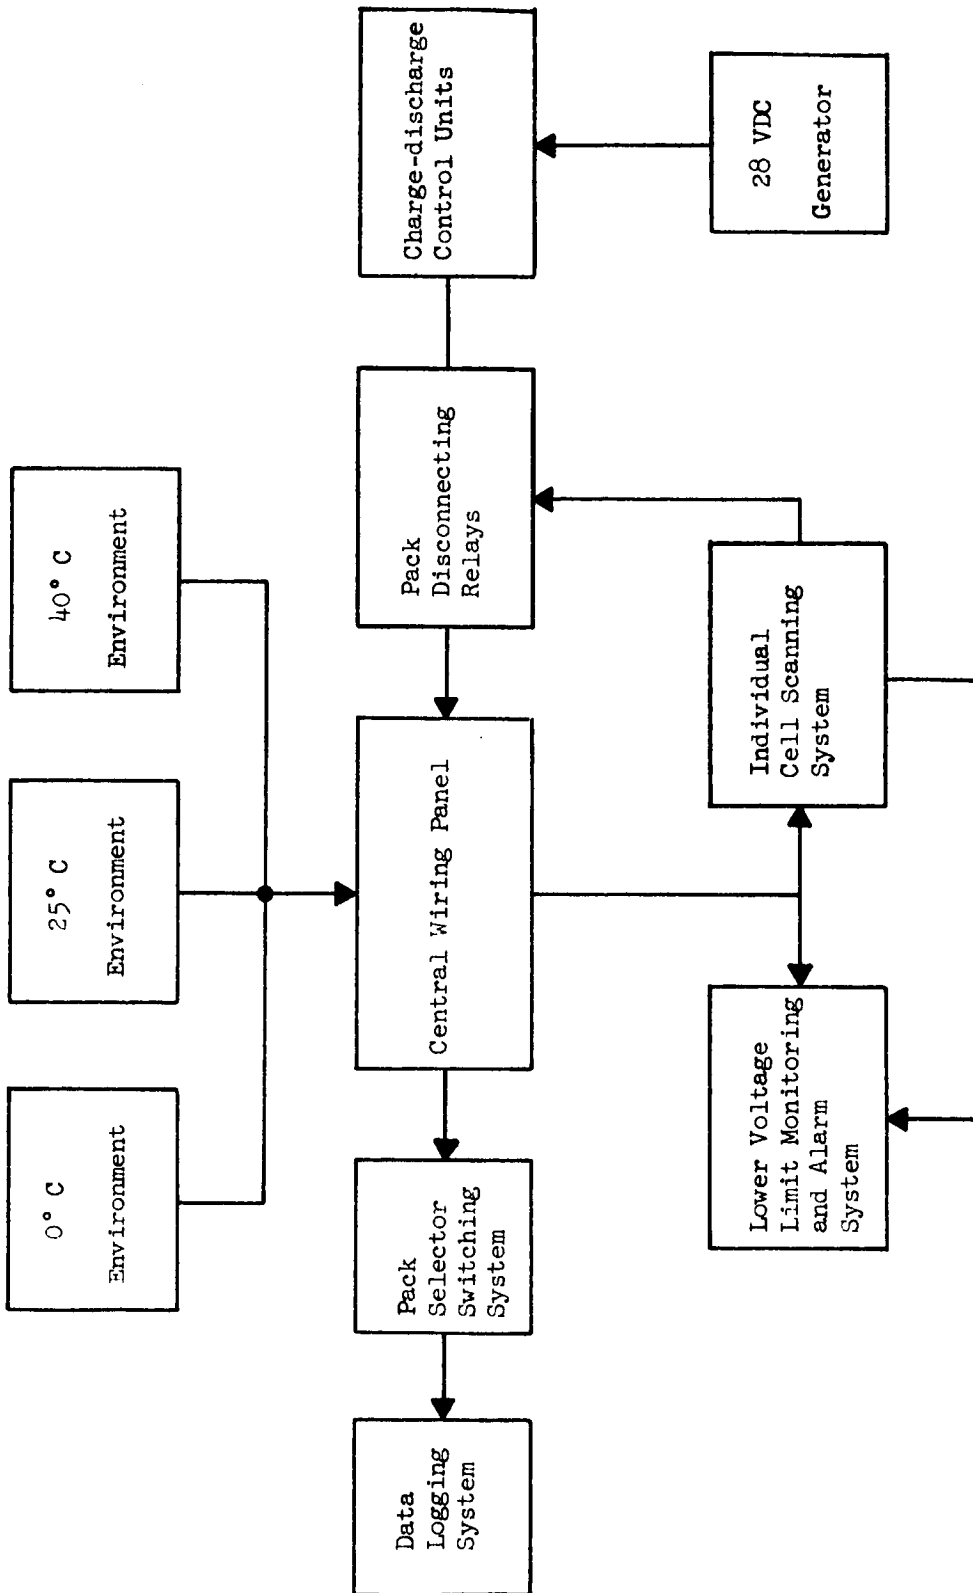 0° C
Environment
25° C
Environment
40° C
Environment
Data
Logging
System
Pack
Selector
Switching
System
Central Wiring Panel
Pack
Disconnecting
Relays
Charge-discharge
Control Units
Lower Voltage
Limit Monitoring
and Alarm
System
Individual
Cell Scanning
System
28 VDC
Generator